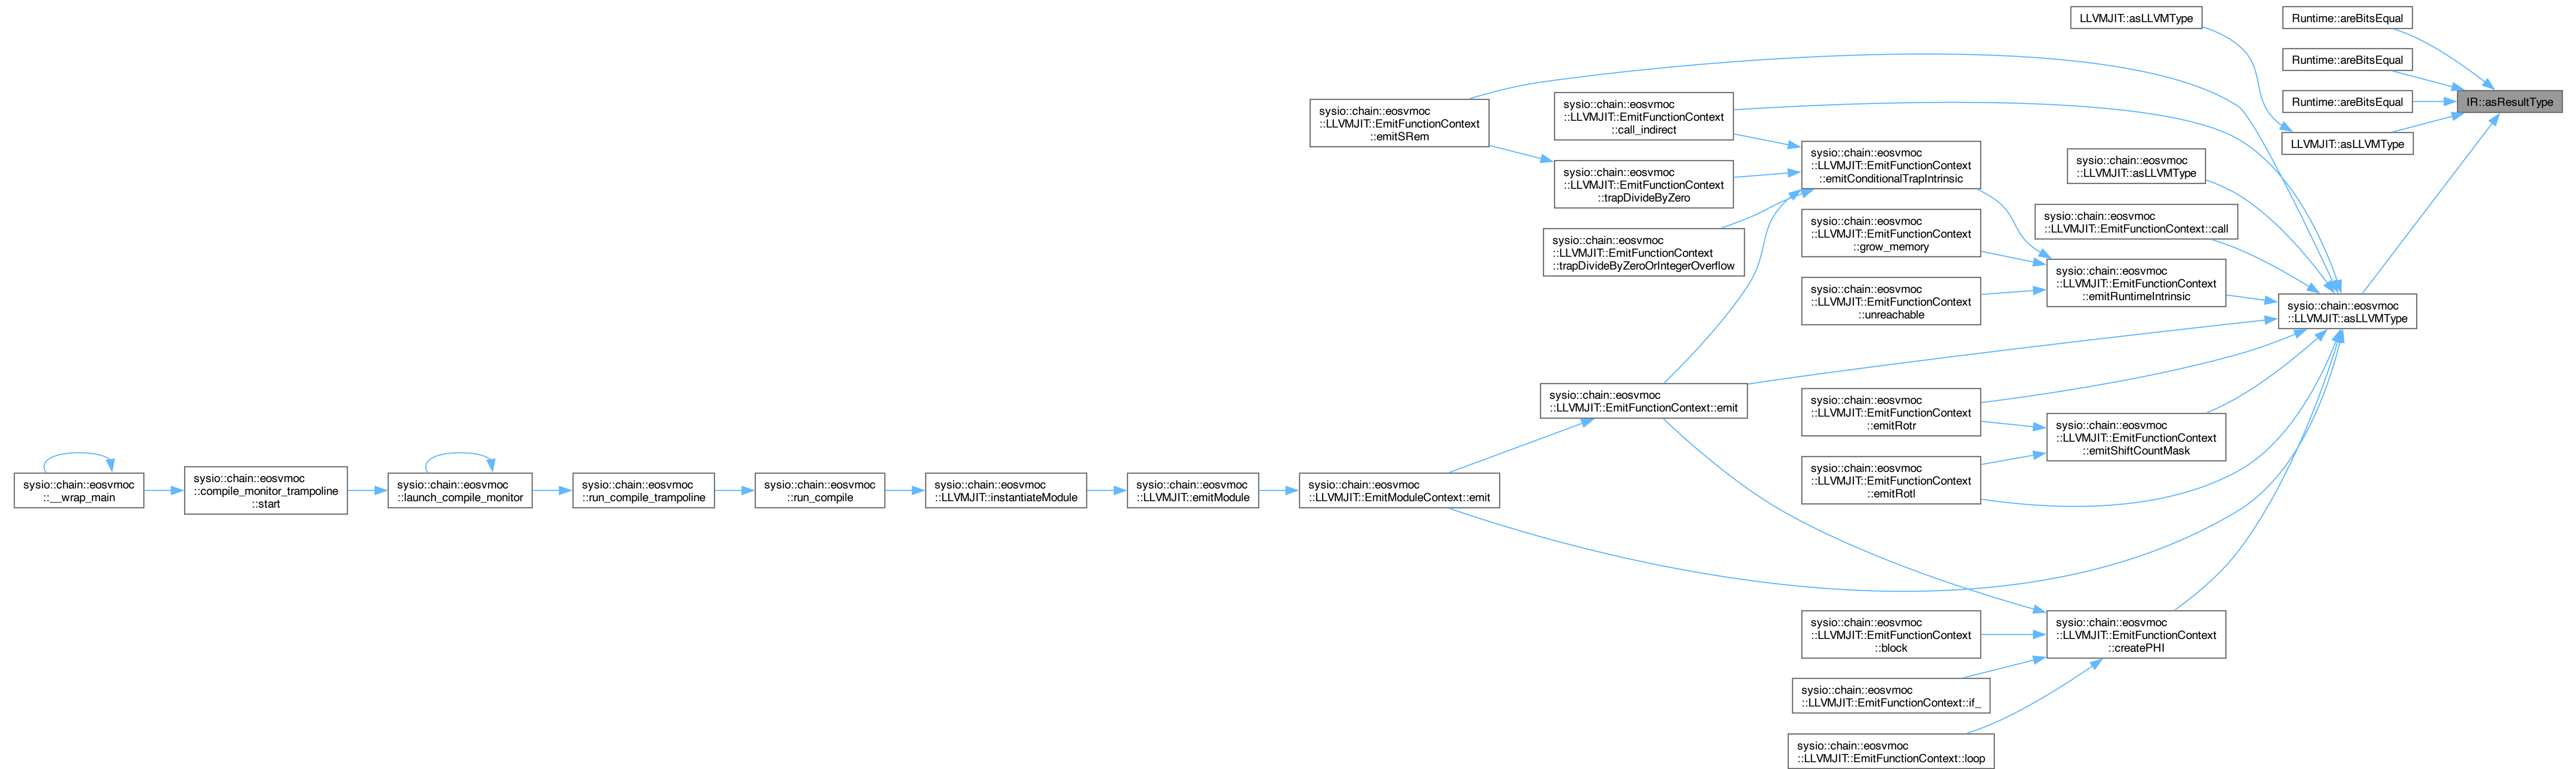 LLVMJIT::asLLVMType
Runtime::areBitsEqual
Runtime::areBitsEqual
Runtime::areBitsEqual
IR::asResultType
LLVMJIT::asLLVMType
sysio::chain::eosvmoc
::LLVMJIT::EmitFunctionContext
::emitSRem
sysio::chain::eosvmoc
::LLVMJIT::EmitFunctionContext
::call_indirect
sysio::chain::eosvmoc
::LLVMJIT::EmitFunctionContext
::trapDivideByZero
sysio::chain::eosvmoc
::LLVMJIT::EmitFunctionContext
::trapDivideByZeroOrIntegerOverflow
sysio::chain::eosvmoc
::LLVMJIT::EmitFunctionContext
::emitConditionalTrapIntrinsic
sysio::chain::eosvmoc
::LLVMJIT::EmitFunctionContext
::grow_memory
sysio::chain::eosvmoc
::LLVMJIT::EmitFunctionContext
::unreachable
sysio::chain::eosvmoc
::LLVMJIT::asLLVMType
sysio::chain::eosvmoc
::LLVMJIT::EmitFunctionContext::call
sysio::chain::eosvmoc
::LLVMJIT::EmitFunctionContext
::emitRuntimeIntrinsic
sysio::chain::eosvmoc
::LLVMJIT::asLLVMType
sysio::chain::eosvmoc
::LLVMJIT::EmitFunctionContext::emit
sysio::chain::eosvmoc
::LLVMJIT::EmitFunctionContext
::emitRotr
sysio::chain::eosvmoc
::LLVMJIT::EmitFunctionContext
::emitShiftCountMask
sysio::chain::eosvmoc
::LLVMJIT::EmitFunctionContext
::emitRotl
sysio::chain::eosvmoc
::__wrap_main
sysio::chain::eosvmoc
::compile_monitor_trampoline
::start
sysio::chain::eosvmoc
::launch_compile_monitor
sysio::chain::eosvmoc
::run_compile_trampoline
sysio::chain::eosvmoc
::run_compile
sysio::chain::eosvmoc
::LLVMJIT::instantiateModule
sysio::chain::eosvmoc
::LLVMJIT::emitModule
sysio::chain::eosvmoc
::LLVMJIT::EmitModuleContext::emit
sysio::chain::eosvmoc
::LLVMJIT::EmitFunctionContext
::block
sysio::chain::eosvmoc
::LLVMJIT::EmitFunctionContext
::createPHI
sysio::chain::eosvmoc
::LLVMJIT::EmitFunctionContext::if_
sysio::chain::eosvmoc
::LLVMJIT::EmitFunctionContext::loop